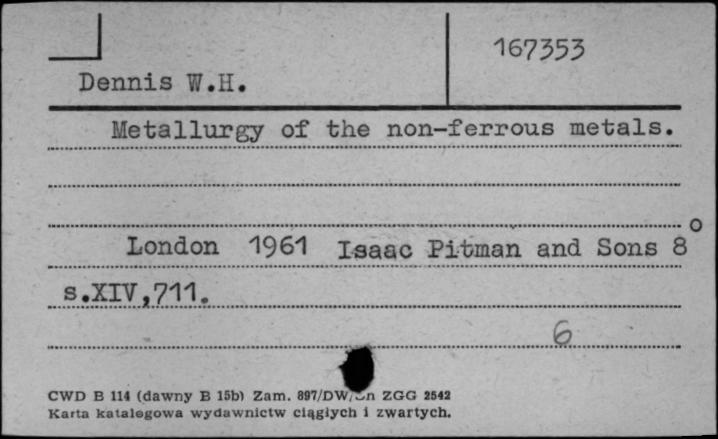 167353
Dennis W.H.
Metallurgy of the non-ferrous metals.
London 1961 Isaac Pitman and Sons 8°
s.XIV,711.
6
CWD B 114 (dawny B 15b) Zam. 897/DW/ ZGG 2542
Karta katalogowa wydawnictw ciągłych i zwartych.